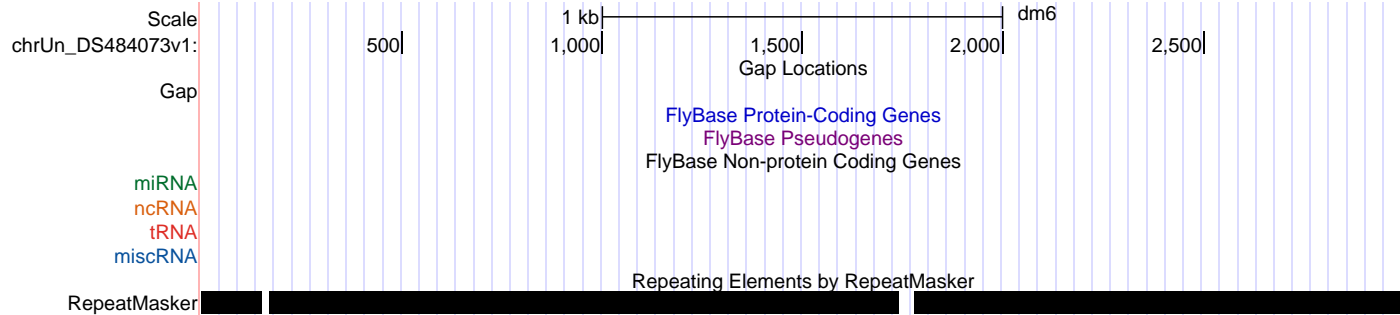 Scale 1 kb dm6
chrUn_DS484073v1: 500 1,000 1,500 2,000 2,500
Gap Locations
Gap
FlyBase Protein-Coding Genes
FlyBase Pseudogenes
FlyBase Non-protein Coding Genes
miRNA
ncRNA
tRNA
miscRNA
Repeating Elements by RepeatMasker
RepeatMasker